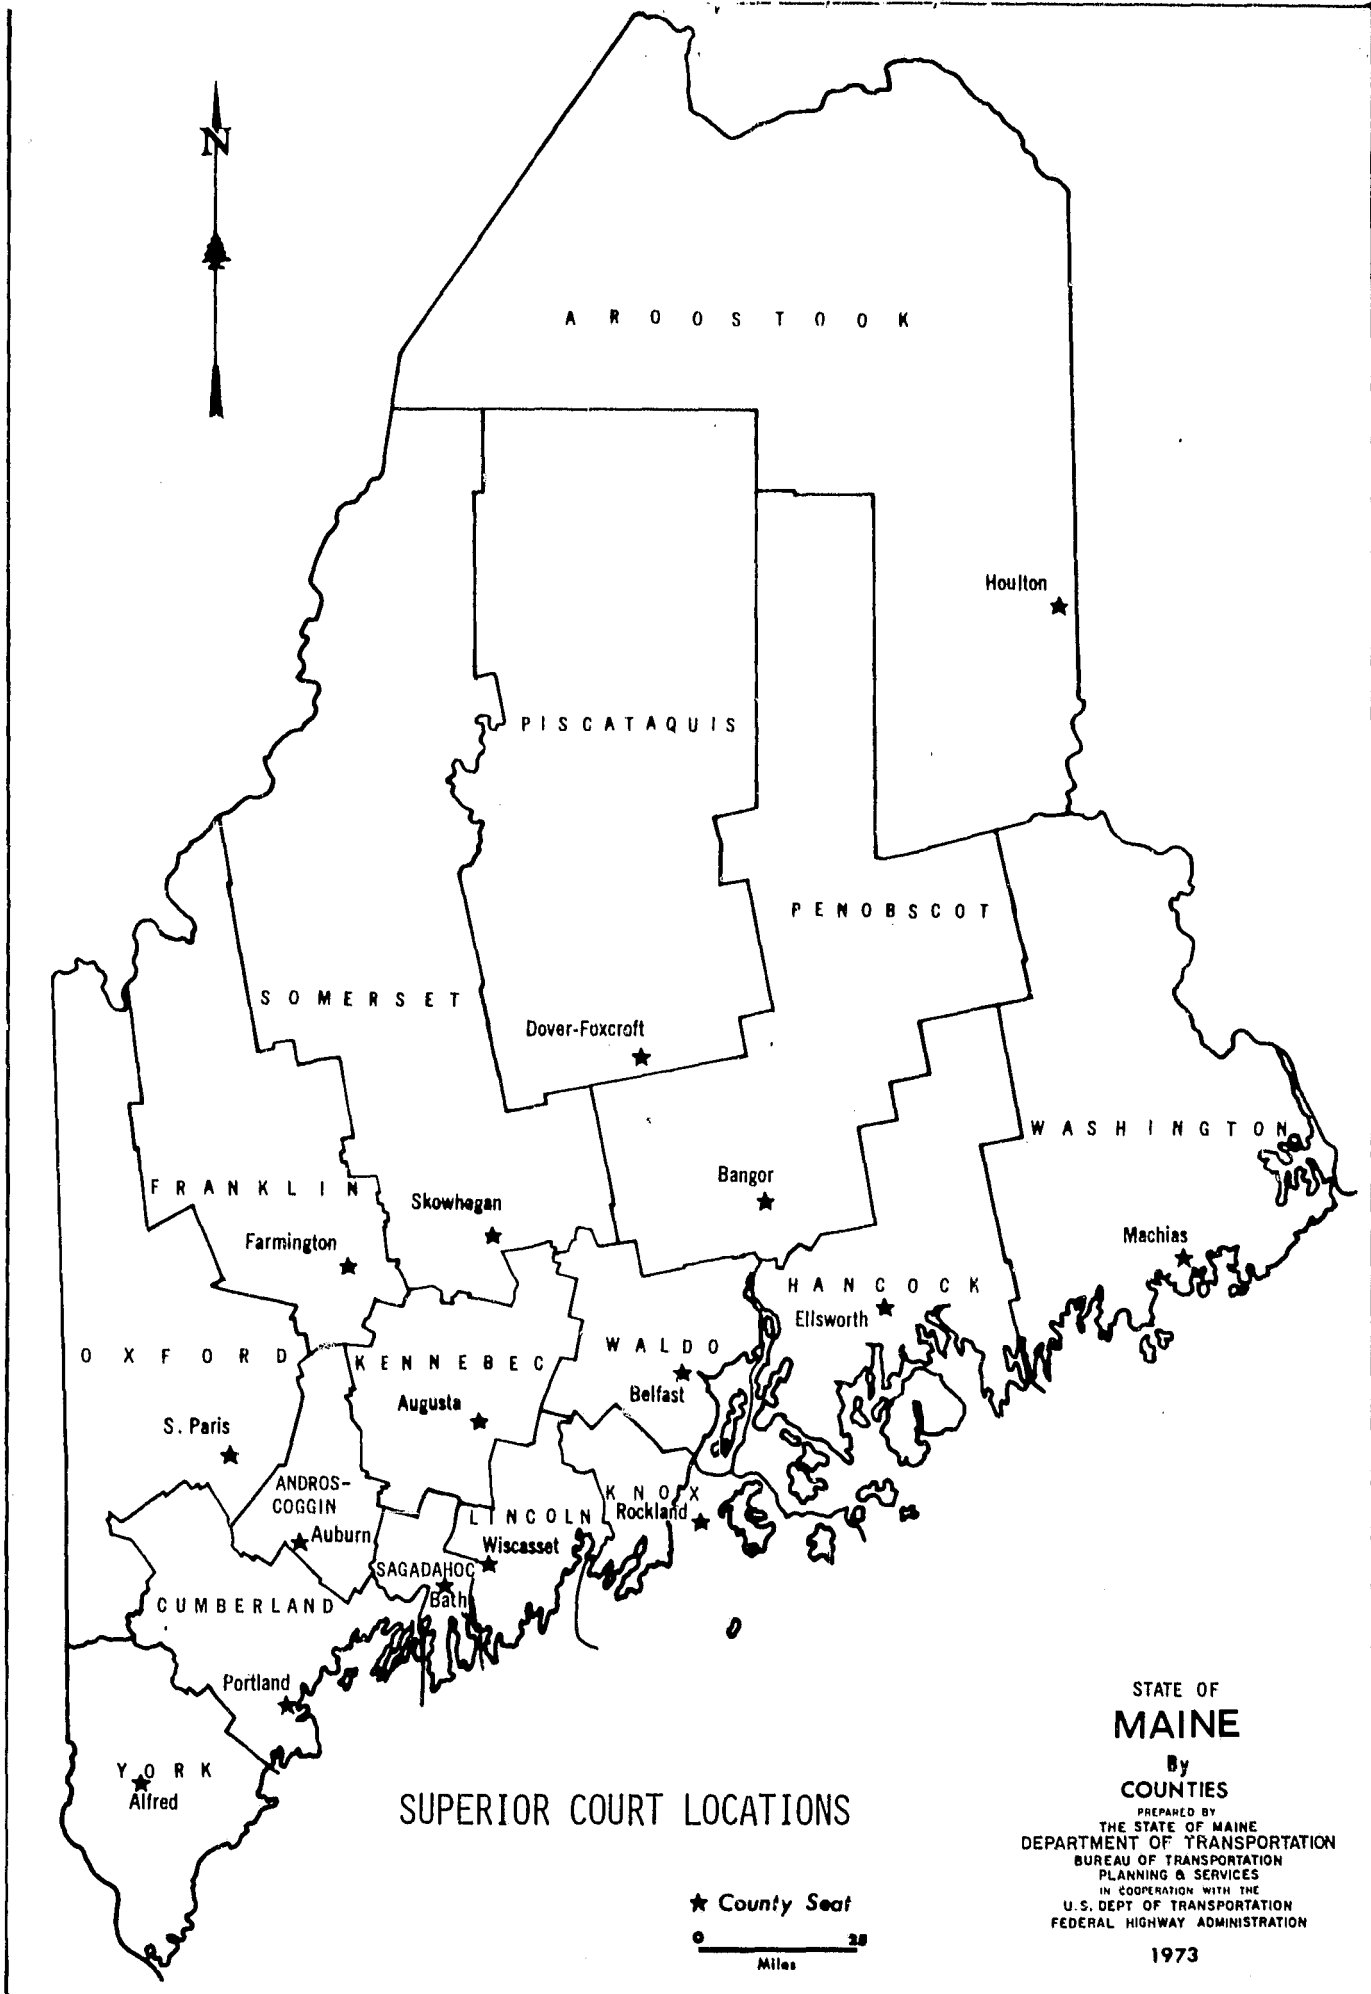 N
AROOSTOOK
Houlton
PISCATAQUIS
PENOBSCOT
SOMERSET
Dover-Foxcroft
WASHINGTON
Bangor
FRANKLIN
Skowhegan
Farmington
Machias
HANCOCK
Ellsworth
OXFORD
KENNEBEC
WALDO
Augusta
Belfast
S. Paris
ANDROS-
COGGIN
KNOX
LINCOLN
Rockland
Auburn
Wiscasset
SAGADAHOC
Bath
CUMBERLAND
Portland
YORK
Alfred
SUPERIOR COURT LOCATIONS
★ County Seat
0 25
Miles
STATE OF
MAINE
By
COUNTIES
PREPARED BY
THE STATE OF MAINE
DEPARTMENT OF TRANSPORTATION
BUREAU OF TRANSPORTATION
PLANNING & SERVICES
IN COOPERATION WITH THE
U.S. DEPT OF TRANSPORTATION
FEDERAL HIGHWAY ADMINISTRATION
1973